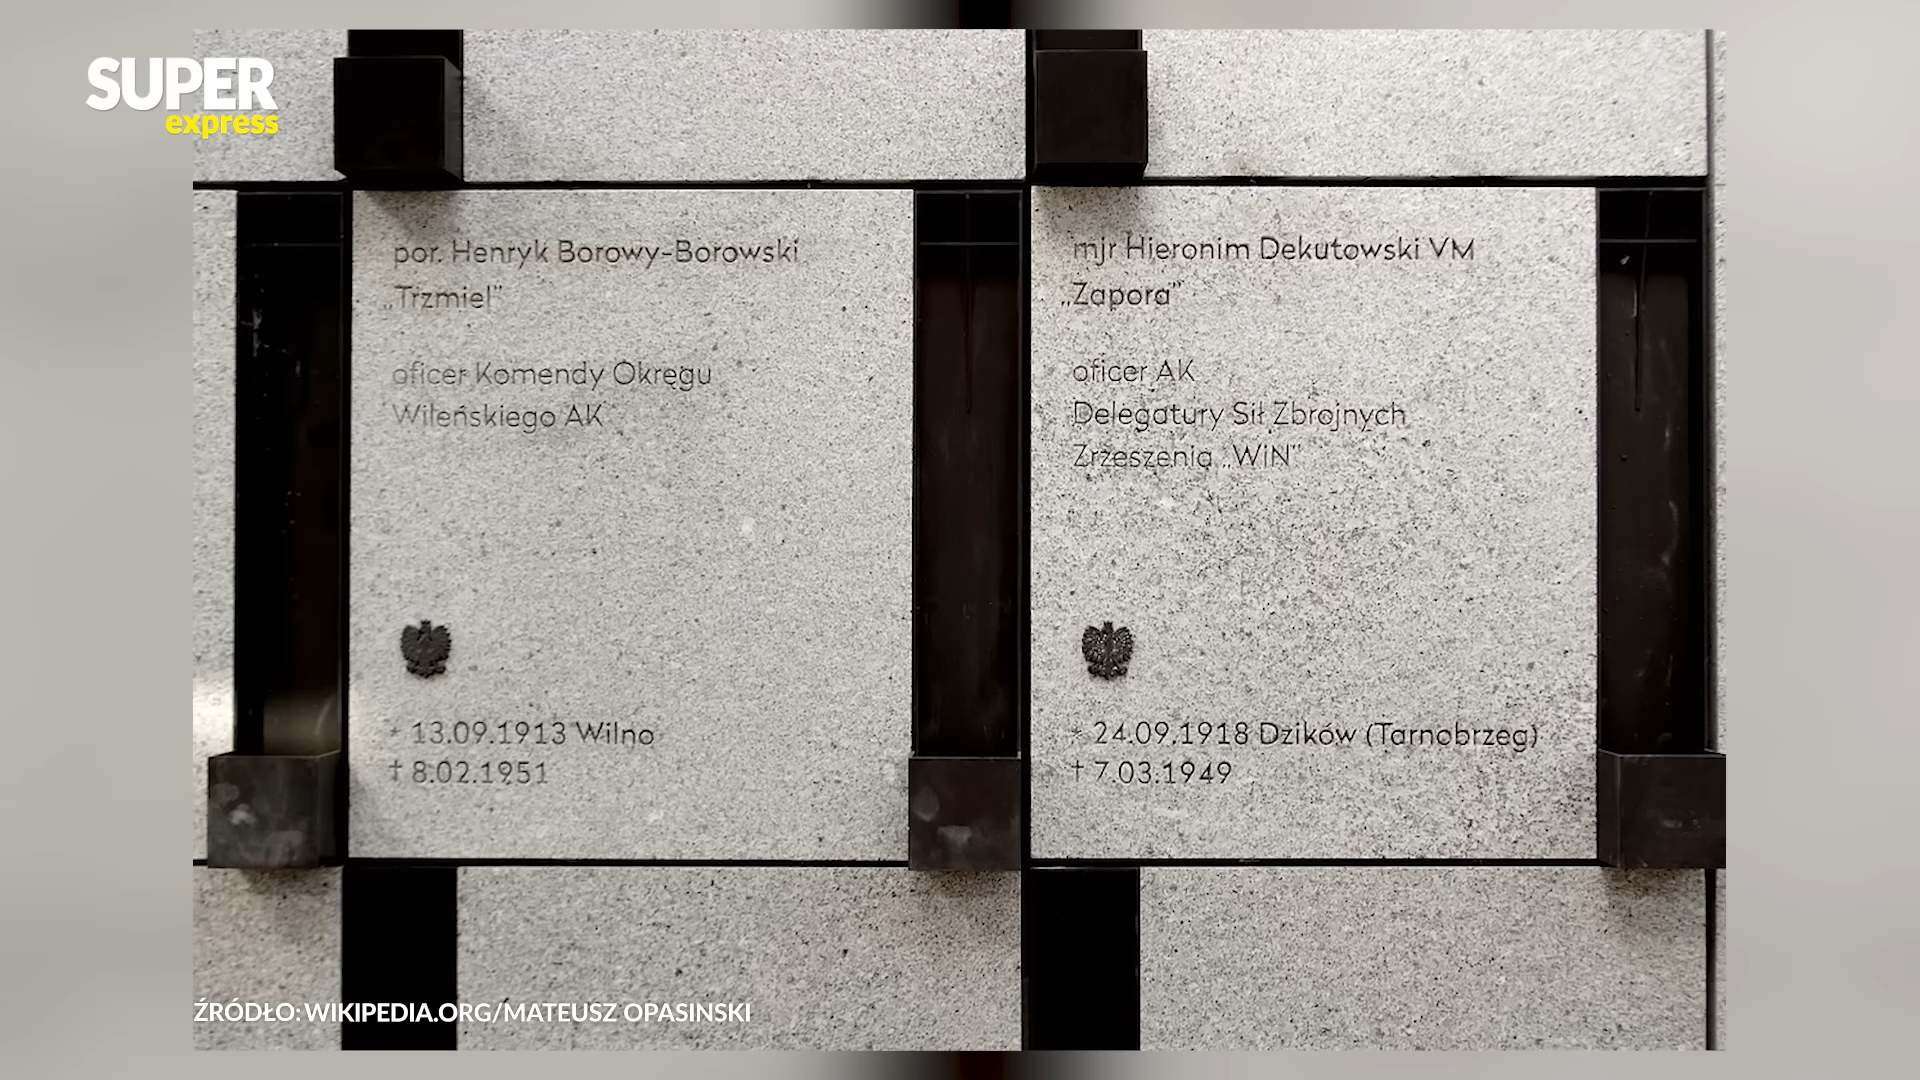 SUPER
express
por. Henryk Borowy-Borowski
„Trzmiel”
oficer Komendy Okręgu
Wileńskiego AK
* 13.09.1913 Wilno
† 8.02.1951
mjr Hieronim Dekutowski VM
„Zapora”
oficer AK
Delegatury Sił Zbrojnych
Zrzeszenia „WiN”
* 24.09.1918 Dzików (Tarnobrzeg)
† 7.03.1949
ŹRÓDŁO: WIKIPEDIA.ORG/MATEUSZ OPASINSKI